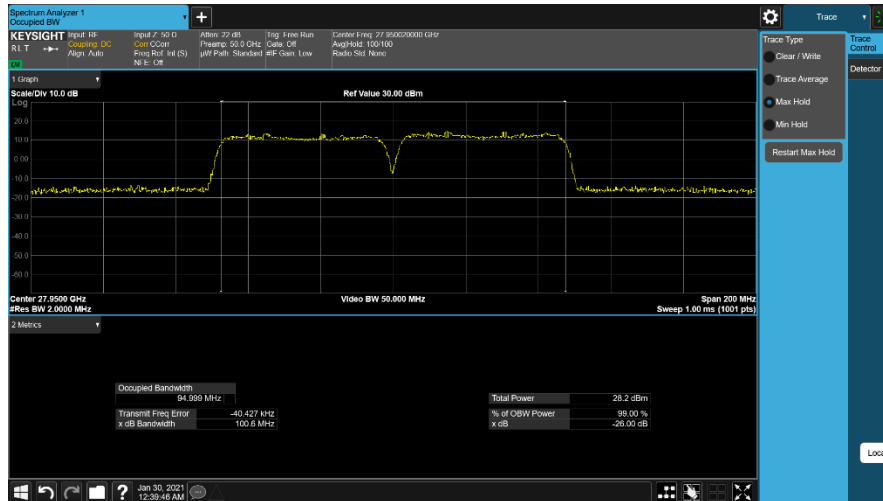 Spectrum Analyzer 1
Occupied BW
+
Trace
KEYSIGHT Input: RF Input Z: 50 Ω Atten: 22 dB Trig: Free Run Center Freq: 27.950020000 GHz
RLT Coupling: DC Corr CCorr Preamp: 50.0 GHz Gate: Off Avg|Hold: 100/100
Align: Auto Freq Ref: Int (S) µW Path: Standard #IF Gain: Low Radio Std: None
NFE: Off
Trace Type
Clear / Write
Trace Average
Max Hold
Min Hold
Restart Max Hold
Trace Control
Detector
1 Graph
Scale/Div 10.0 dB Ref Value 30.00 dBm
Log
20.0
10.0
0.00
-10.0
-20.0
-30.0
-40.0
-50.0
-60.0
Center 27.9500 GHz Video BW 50.000 MHz Span 200 MHz
#Res BW 2.0000 MHz Sweep 1.00 ms (1001 pts)
2 Metrics
Occupied Bandwidth
94.999 MHz Total Power 28.2 dBm
Transmit Freq Error -40.427 kHz % of OBW Power 99.00 %
x dB Bandwidth 100.6 MHz x dB -26.00 dB
?
Jan 30, 2021
12:39:46 AM